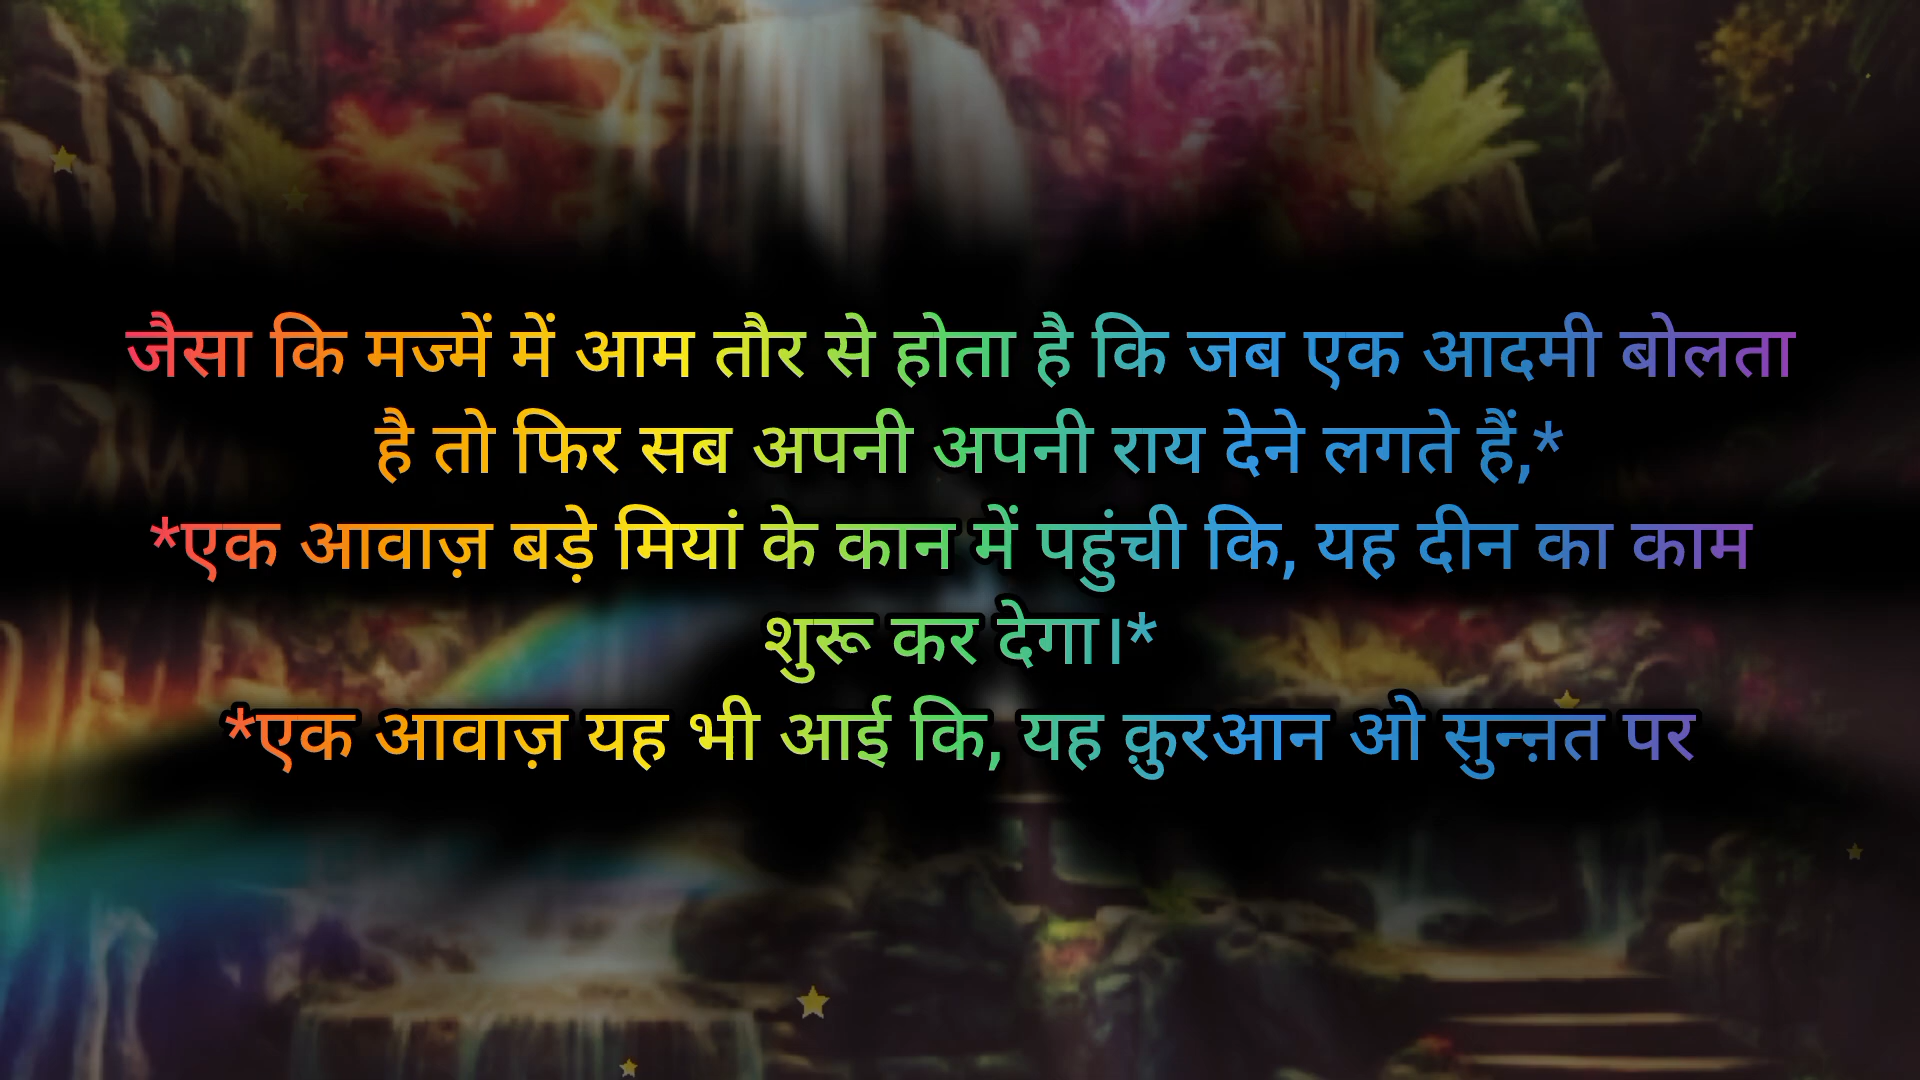 जैसा कि मज्में में आम तौर से होता है कि जब एक आदमी बोलता
है तो फिर सब अपनी अपनी राय देने लगते हैं,*
*एक आवाज़ बड़े मियां के कान में पहुंची कि, यह दीन का काम
शुरू कर देगा।*
*एक आवाज़ यह भी आई कि, यह क़ुरआन ओ सुन्ऩत पर